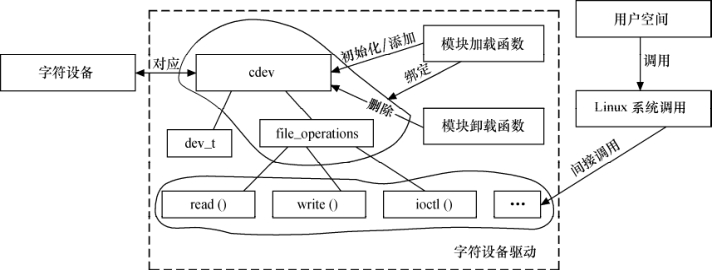 用户空间
初始化/添加
模块加载函数
调用
字符设备
对应
cdev
绑定
Linux 系统调用
删除
模块卸载函数
dev_t
file_operations
间接调用
read ()
write ()
ioctl ()
···
字符设备驱动